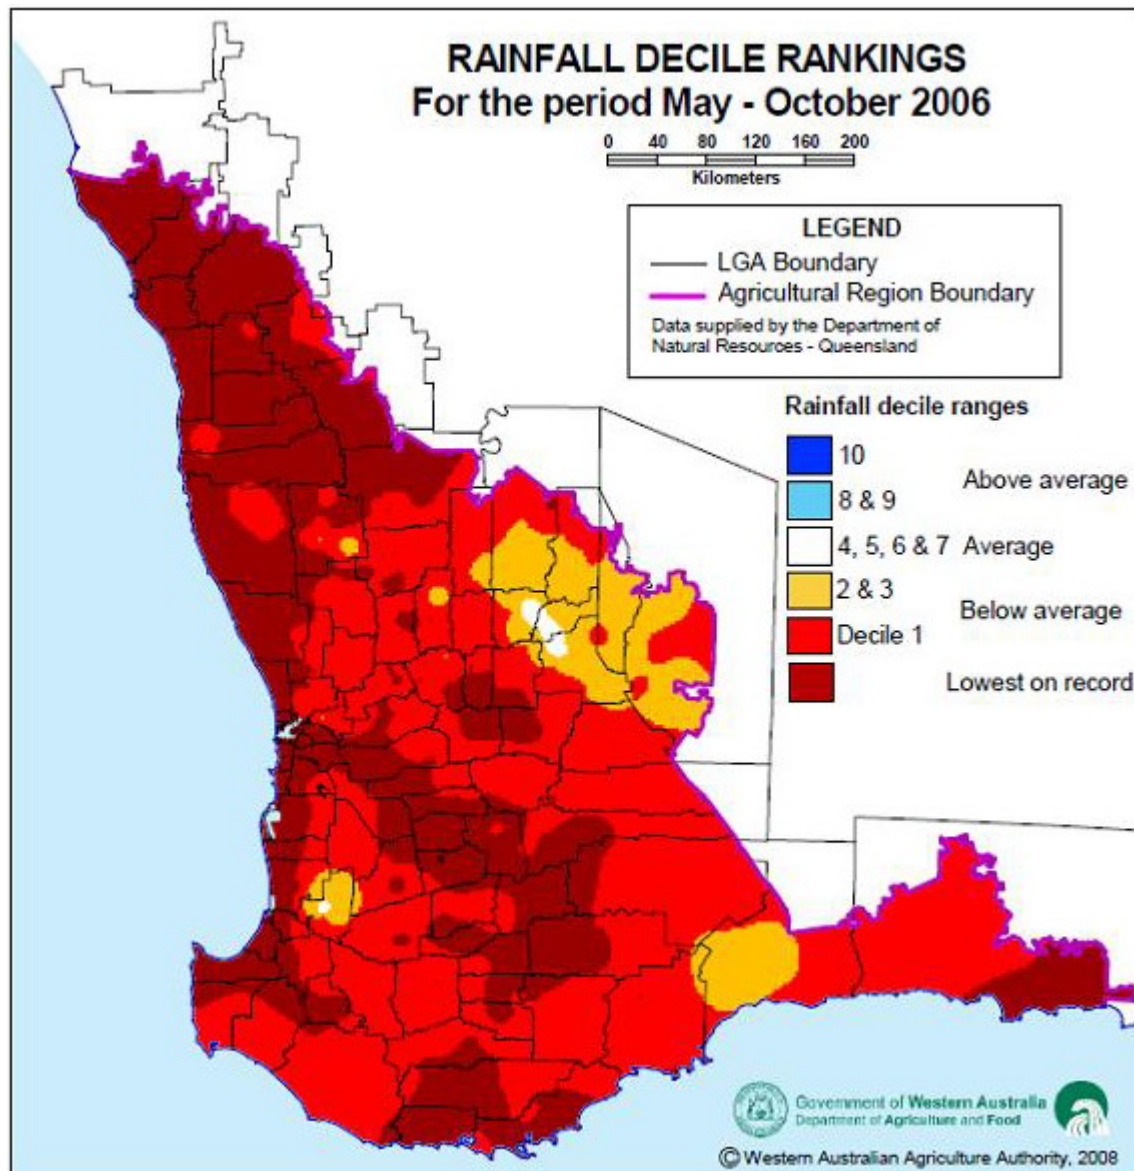 RAINFALL DECILE RANKINGS
For the period May - October 2006
0 40 80 120 160 200
Kilometers
LEGEND
LGA Boundary
Agricultural Region Boundary
Data supplied by the Department of
Natural Resources - Queensland
Rainfall decile ranges
10
Above average
8 & 9
4, 5, 6 & 7 Average
2 & 3
Below average
Decile 1
Lowest on record
Government of Western Australia
Department of Agriculture and Food
© Western Australian Agriculture Authority, 2008